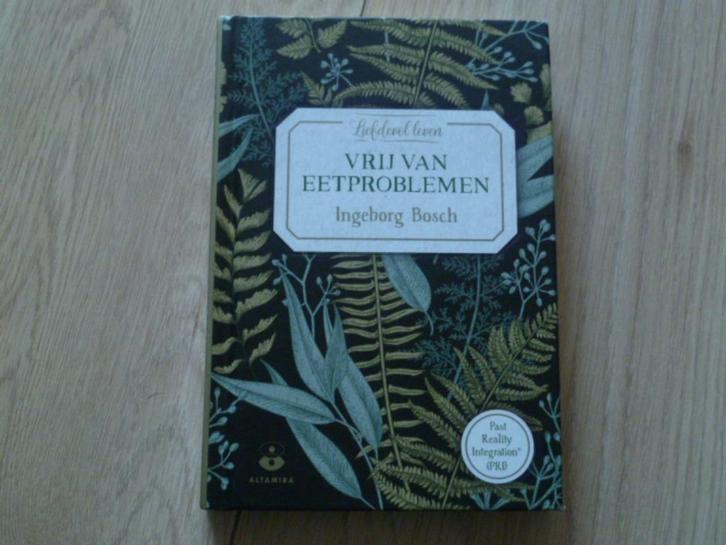 Liefdevol leven
VRIJ VAN
EETPROBLEMEN
Ingeborg Bosch
Past
Reality
Integration®
(PRI)
ALTAMIRA